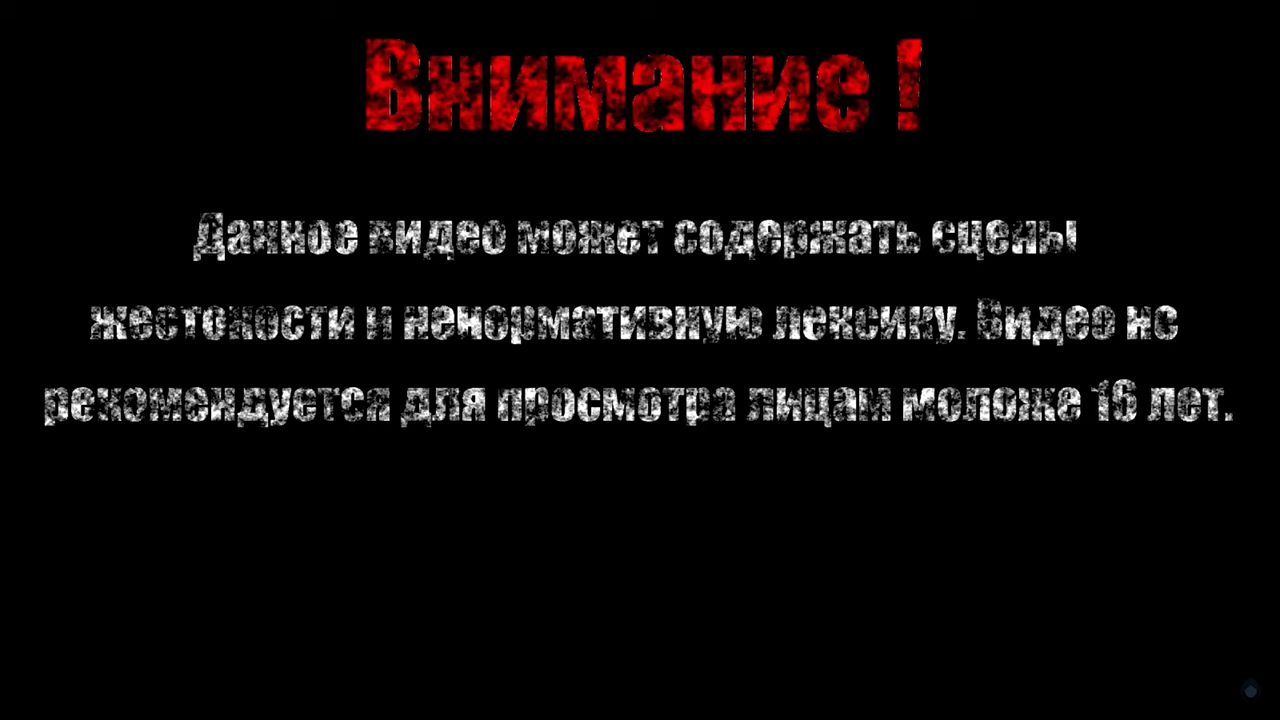 Внимание !
Данное видео может содержать сцены
жестокости и ненормативную лексику. Видео не
рекомендуется для просмотра лицам моложе 16 лет.